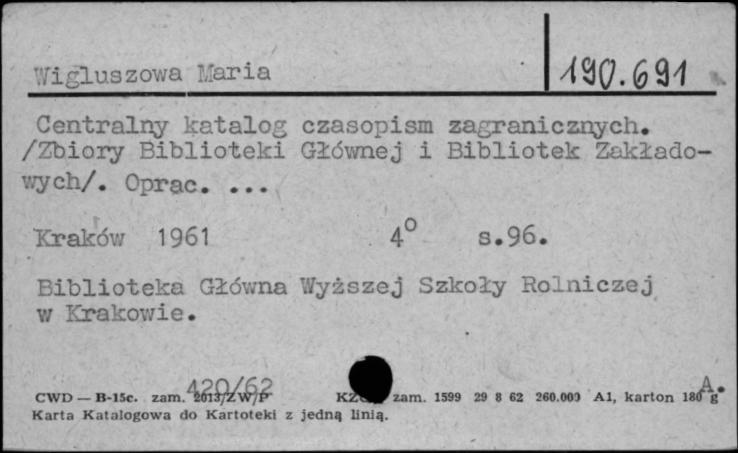 Wigluszowa Maria
190.691
Centralny katalog czasopism zagranicznych.
/Zbiory Biblioteki Głównej i Bibliotek Zakłado-
wych/. Oprac. ...
Kraków 1961 4° s.96.
Biblioteka Główna Wyższej Szkoły Rolniczej
w Krakowie.
420/62 A.
CWD — B-15c. zam. 2013/ZW/P zam. 1599 29 8 62 260.000 A1, karton 180 g
Karta Katalogowa do Kartoteki z jedną linią.